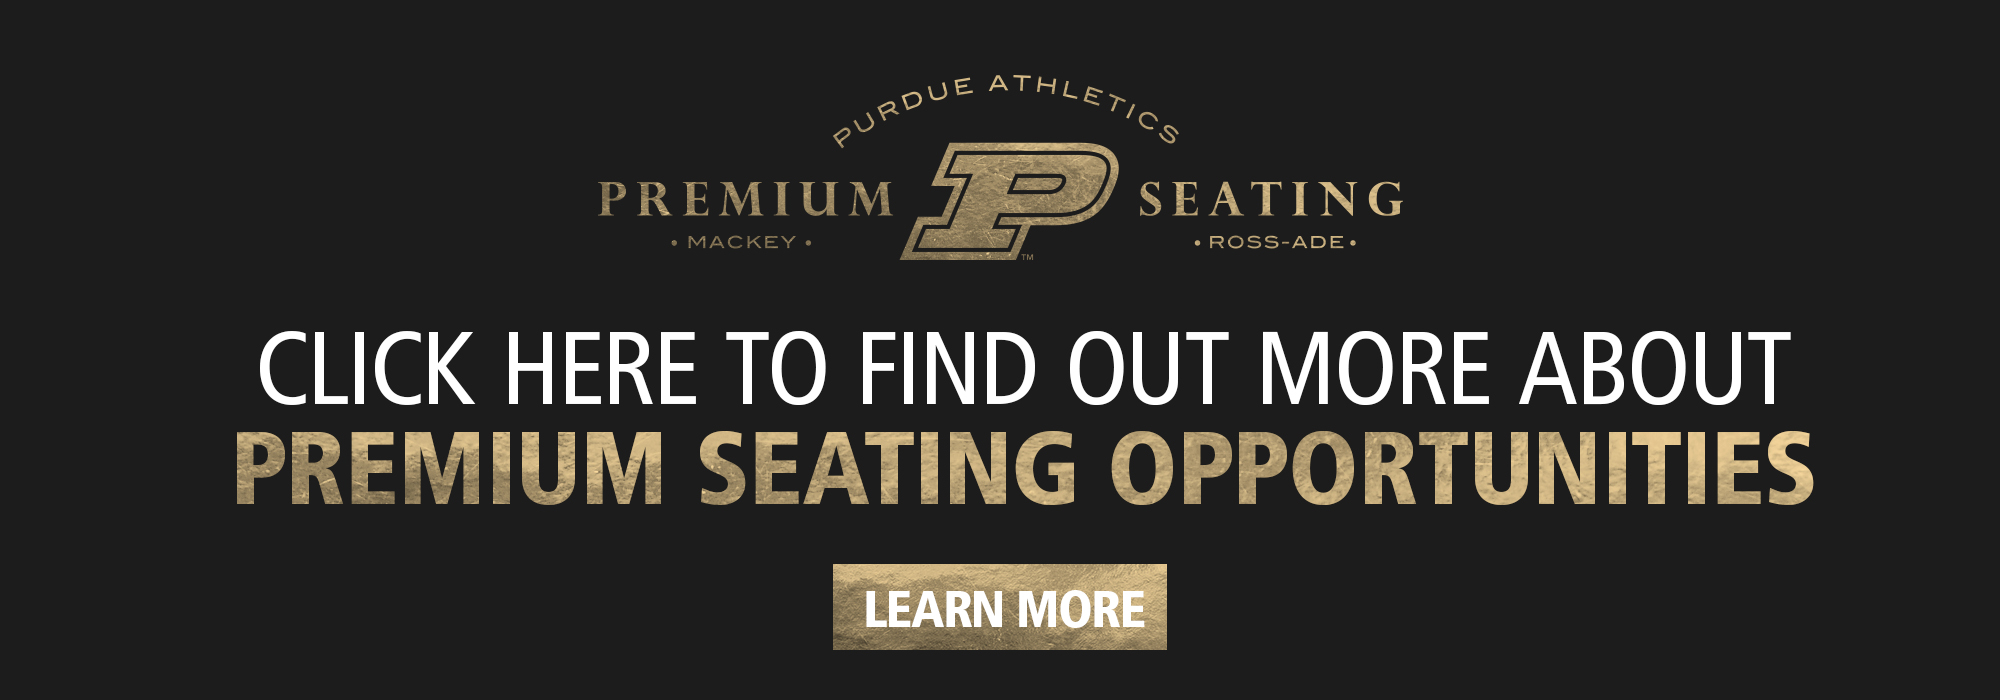 PURDUE ATHLETICS
PREMIUM P SEATING
• MACKEY • • ROSS-ADE •
TM
CLICK HERE TO FIND OUT MORE ABOUT
PREMIUM SEATING OPPORTUNITIES
LEARN MORE